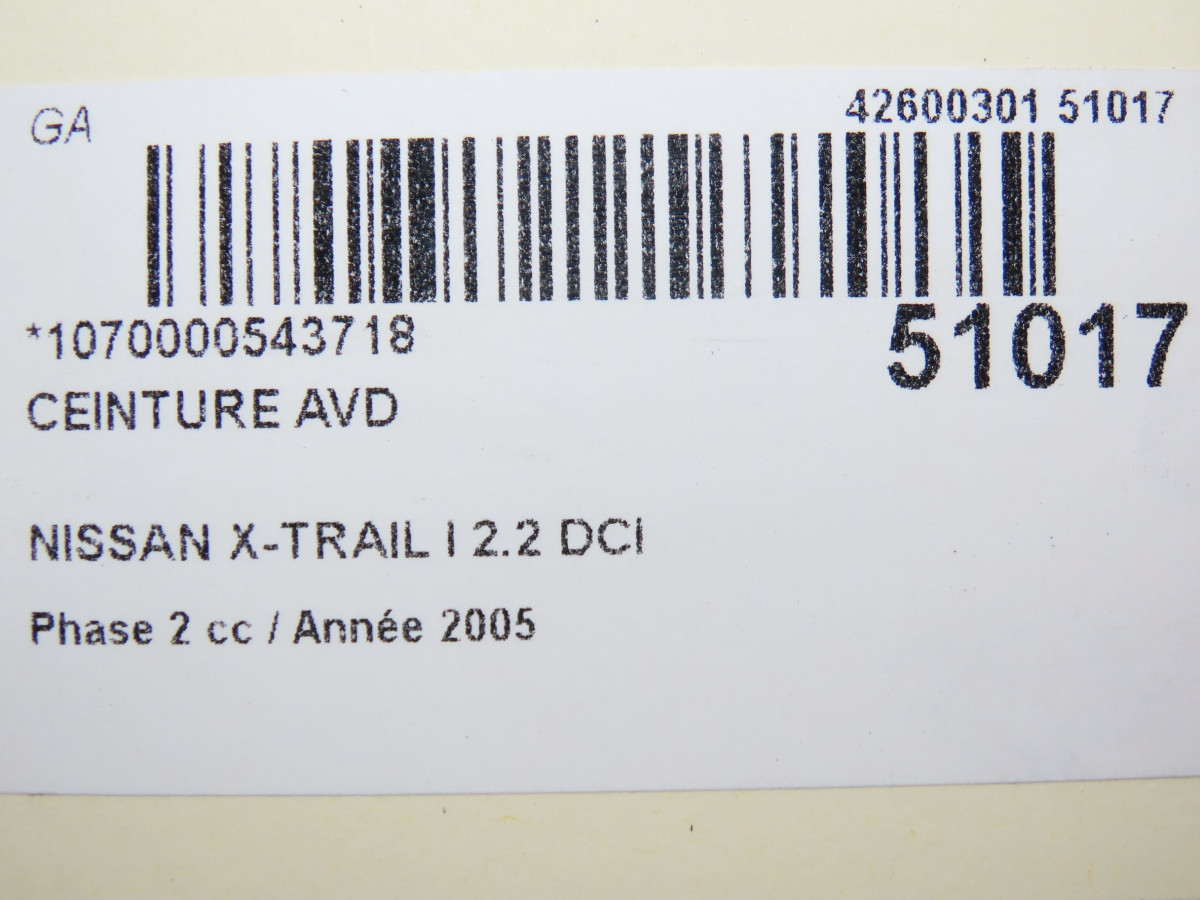 GA
42600301 51017
*1070000543718
51017
CEINTURE AVD
NISSAN X-TRAIL I 2.2 DCI
Phase 2 cc / Année 2005